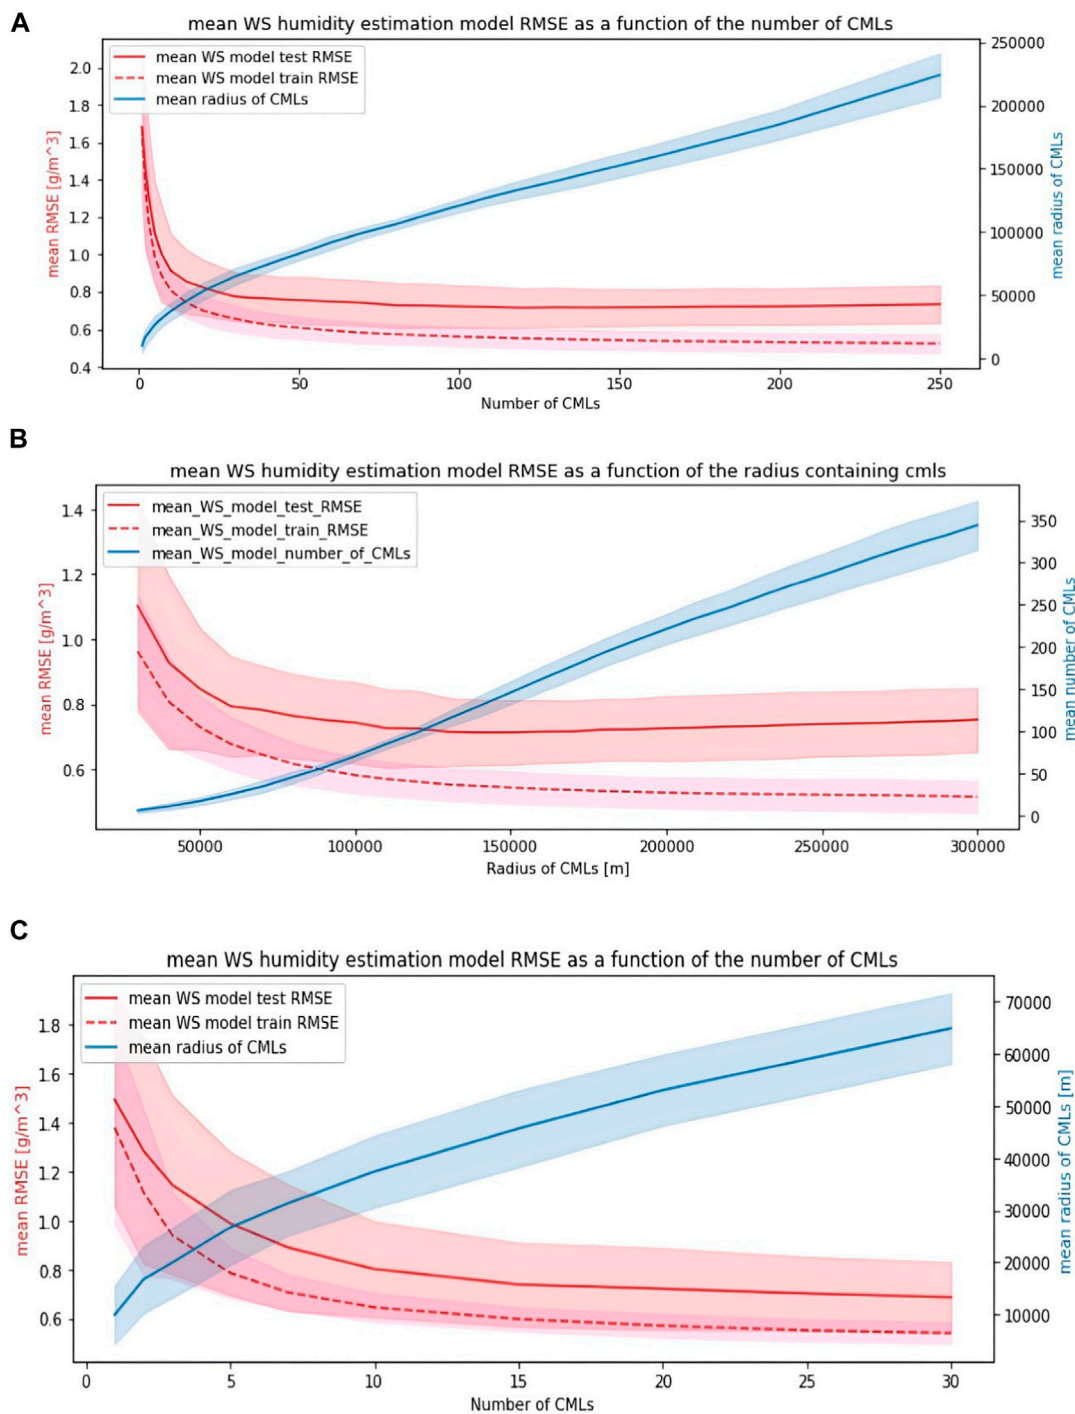 A
mean WS humidity estimation model RMSE as a function of the number of CMLs
mean WS model test RMSE
mean WS model train RMSE
mean radius of CMLs
mean RMSE [g/m^3]
2.0
1.8
1.6
1.4
1.2
1.0
0.8
0.6
0.4
250000
200000
150000
100000
50000
0
mean radius of CMLs
0 50 100 150 200 250
Number of CMLs
B
mean WS humidity estimation model RMSE as a function of the radius containing cmls
mean_WS_model_test_RMSE
mean_WS_model_train_RMSE
mean_WS_model_number_of_CMLs
mean RMSE [g/m^3]
1.4
1.2
1.0
0.8
0.6
350
300
250
200
150
100
50
0
mean number of CMLs
50000 100000 150000 200000 250000 300000
Radius of CMLs [m]
C
mean WS humidity estimation model RMSE as a function of the number of CMLs
mean WS model test RMSE
mean WS model train RMSE
mean radius of CMLs
mean RMSE [g/m^3]
1.8
1.6
1.4
1.2
1.0
0.8
0.6
70000
60000
50000
40000
30000
20000
10000
mean radius of CMLs [m]
0 5 10 15 20 25 30
Number of CMLs